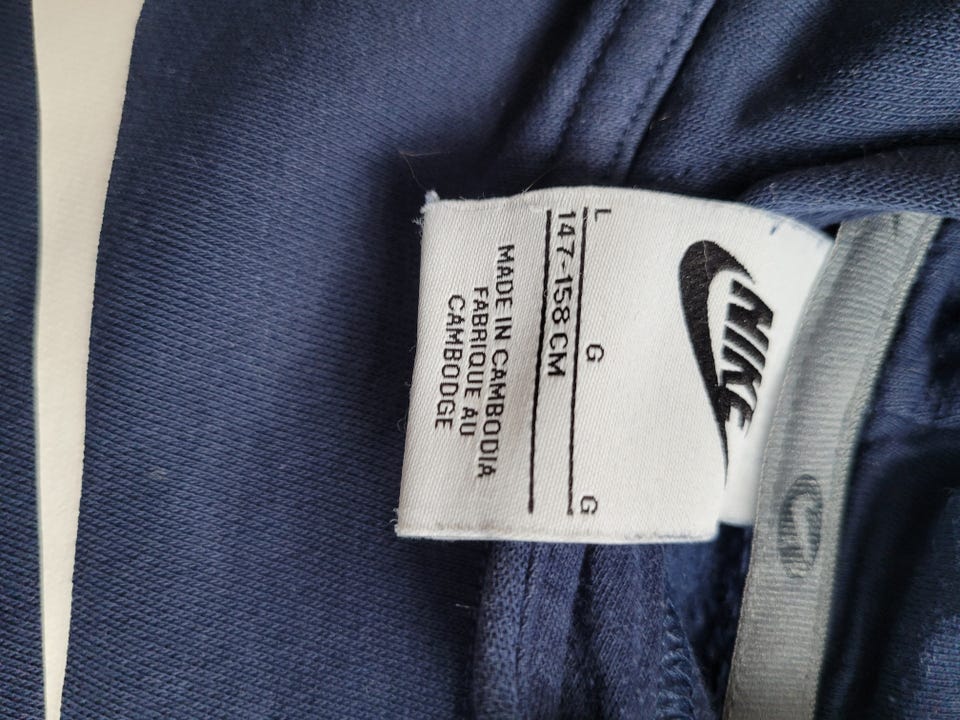 NIKE
L G G
147-158 CM
MADE IN CAMBODIA
FABRIQUE AU
CAMBODGE